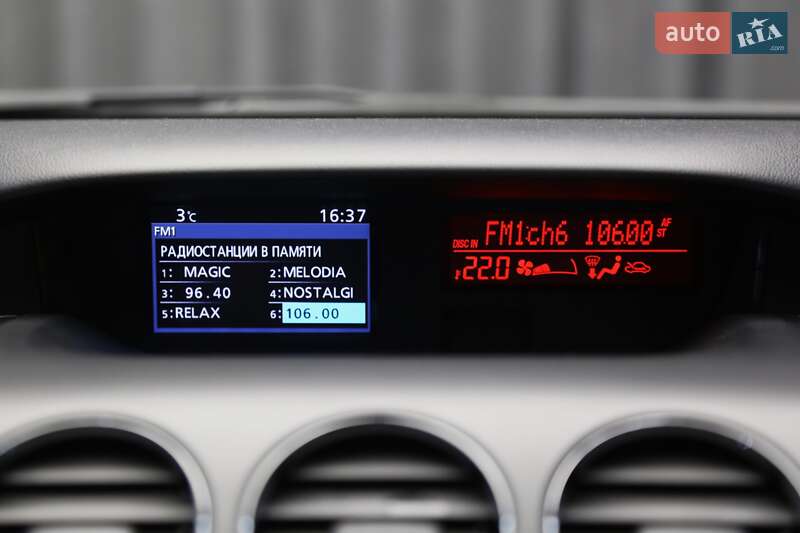 auto RIA
.com
3°C 16:37
FM1
РАДИОСТАНЦИИ В ПАМЯТИ
1: MAGIC 2:MELODIA
3: 96.40 4:NOSTALGI
5:RELAX 6:106.00
DISC IN FM1ch6 106.00 AF ST
22.0